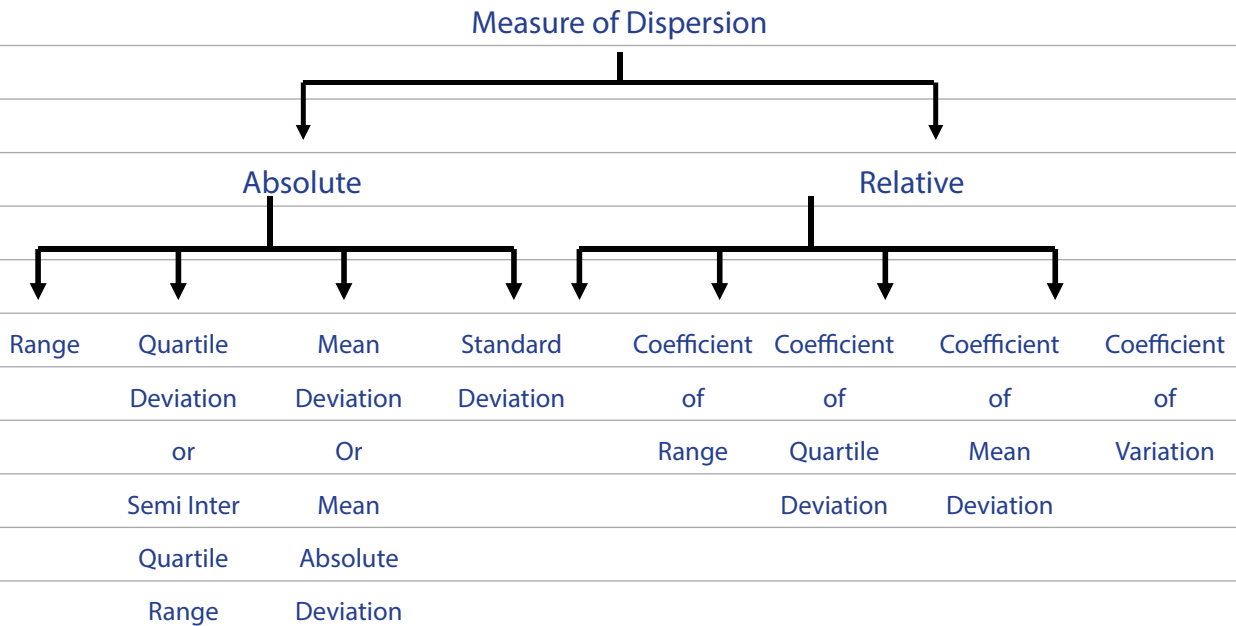 Measure of Dispersion
Absolute Relative
Range Quartile Mean Standard Coefficient Coefficient Coefficient Coefficient
Deviation Deviation Deviation of of of of
or Or Range Quartile Mean Variation
Semi Inter Mean Deviation Deviation
Quartile Absolute
Range Deviation